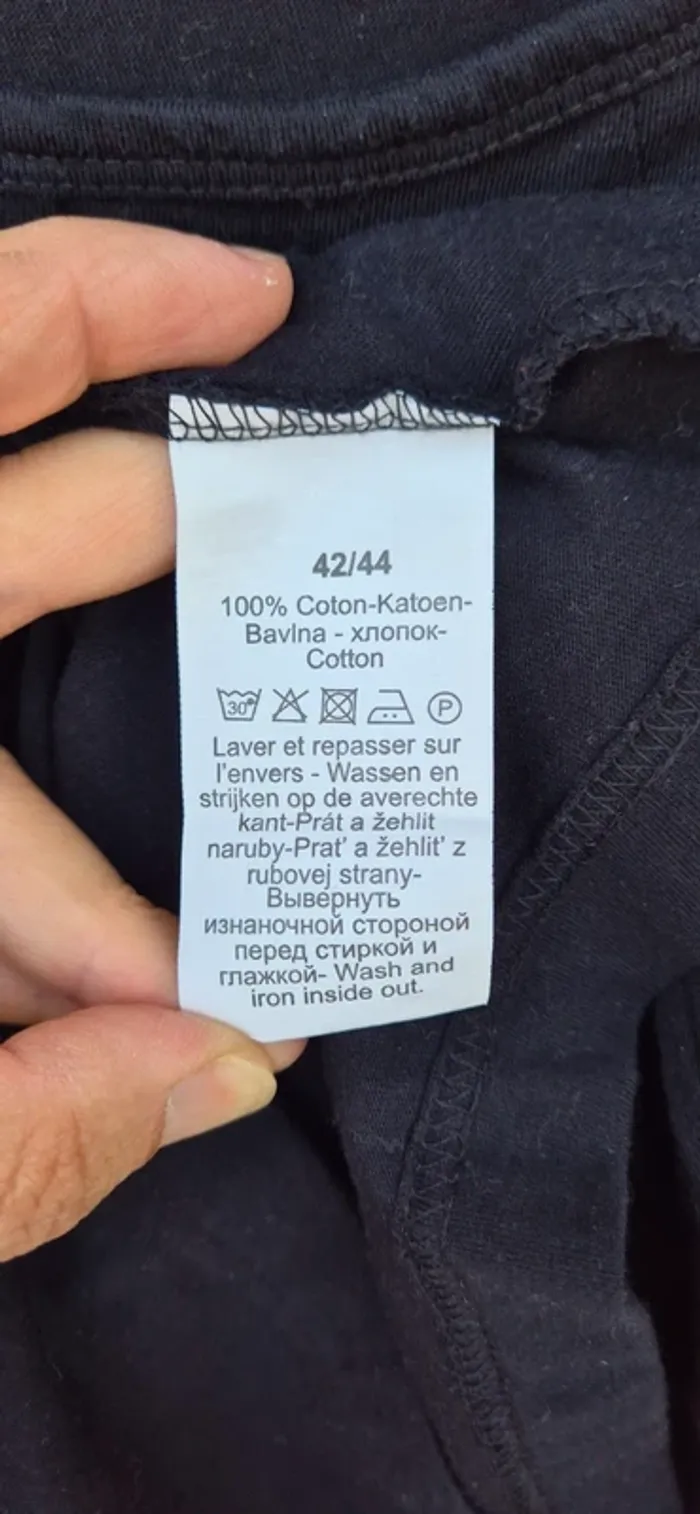 42/44
100% Coton-Katoen-
Bavlna - хлопок-
Cotton
30°
P
Laver et repasser sur
l'envers - Wassen en
strijken op de averechte
kant-Prát a žehlit
naruby-Prat' a žehlit' z
rubovej strany-
Вывернуть
изнаночной стороной
перед стиркой и
глажкой- Wash and
iron inside out.